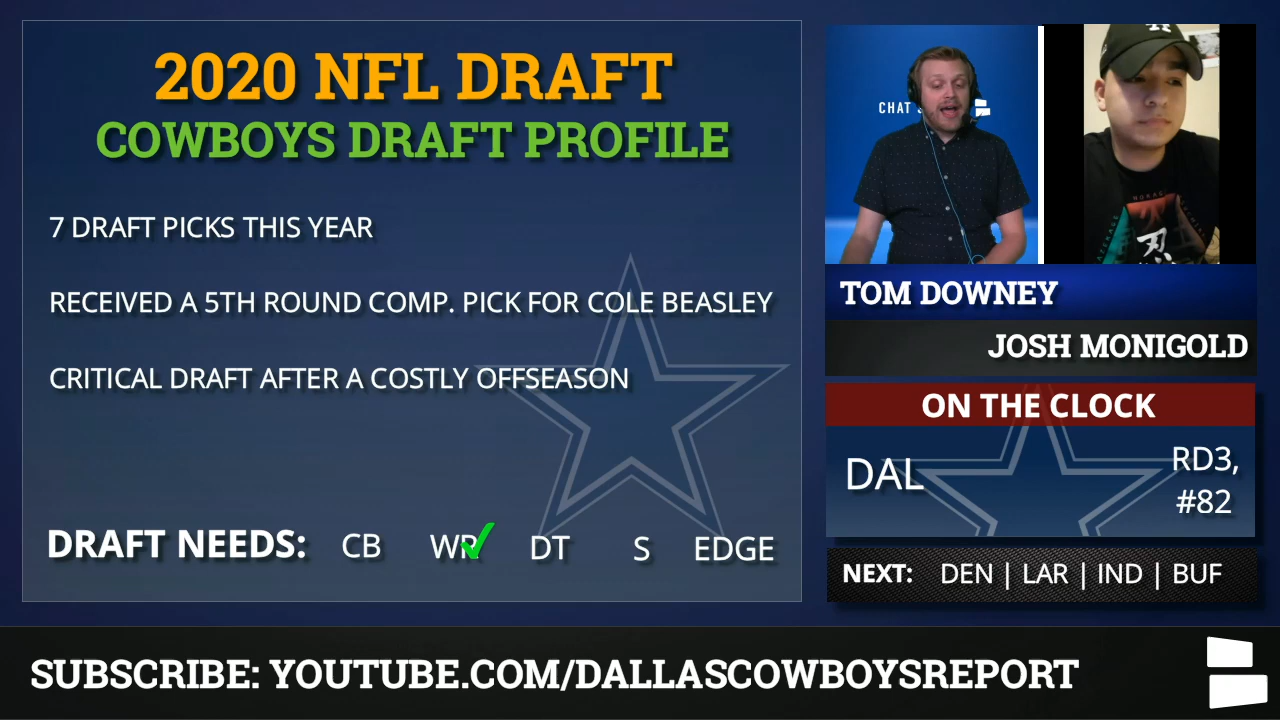 2020 NFL DRAFT
COWBOYS DRAFT PROFILE
7 DRAFT PICKS THIS YEAR
RECEIVED A 5TH ROUND COMP. PICK FOR COLE BEASLEY
CRITICAL DRAFT AFTER A COSTLY OFFSEASON
DRAFT NEEDS: CB WR DT S EDGE
CHAT
TOM DOWNEY
JOSH MONIGOLD
ON THE CLOCK
DAL
RD3,
#82
NEXT: DEN | LAR | IND | BUF
SUBSCRIBE: YOUTUBE.COM/DALLASCOWBOYSREPORT